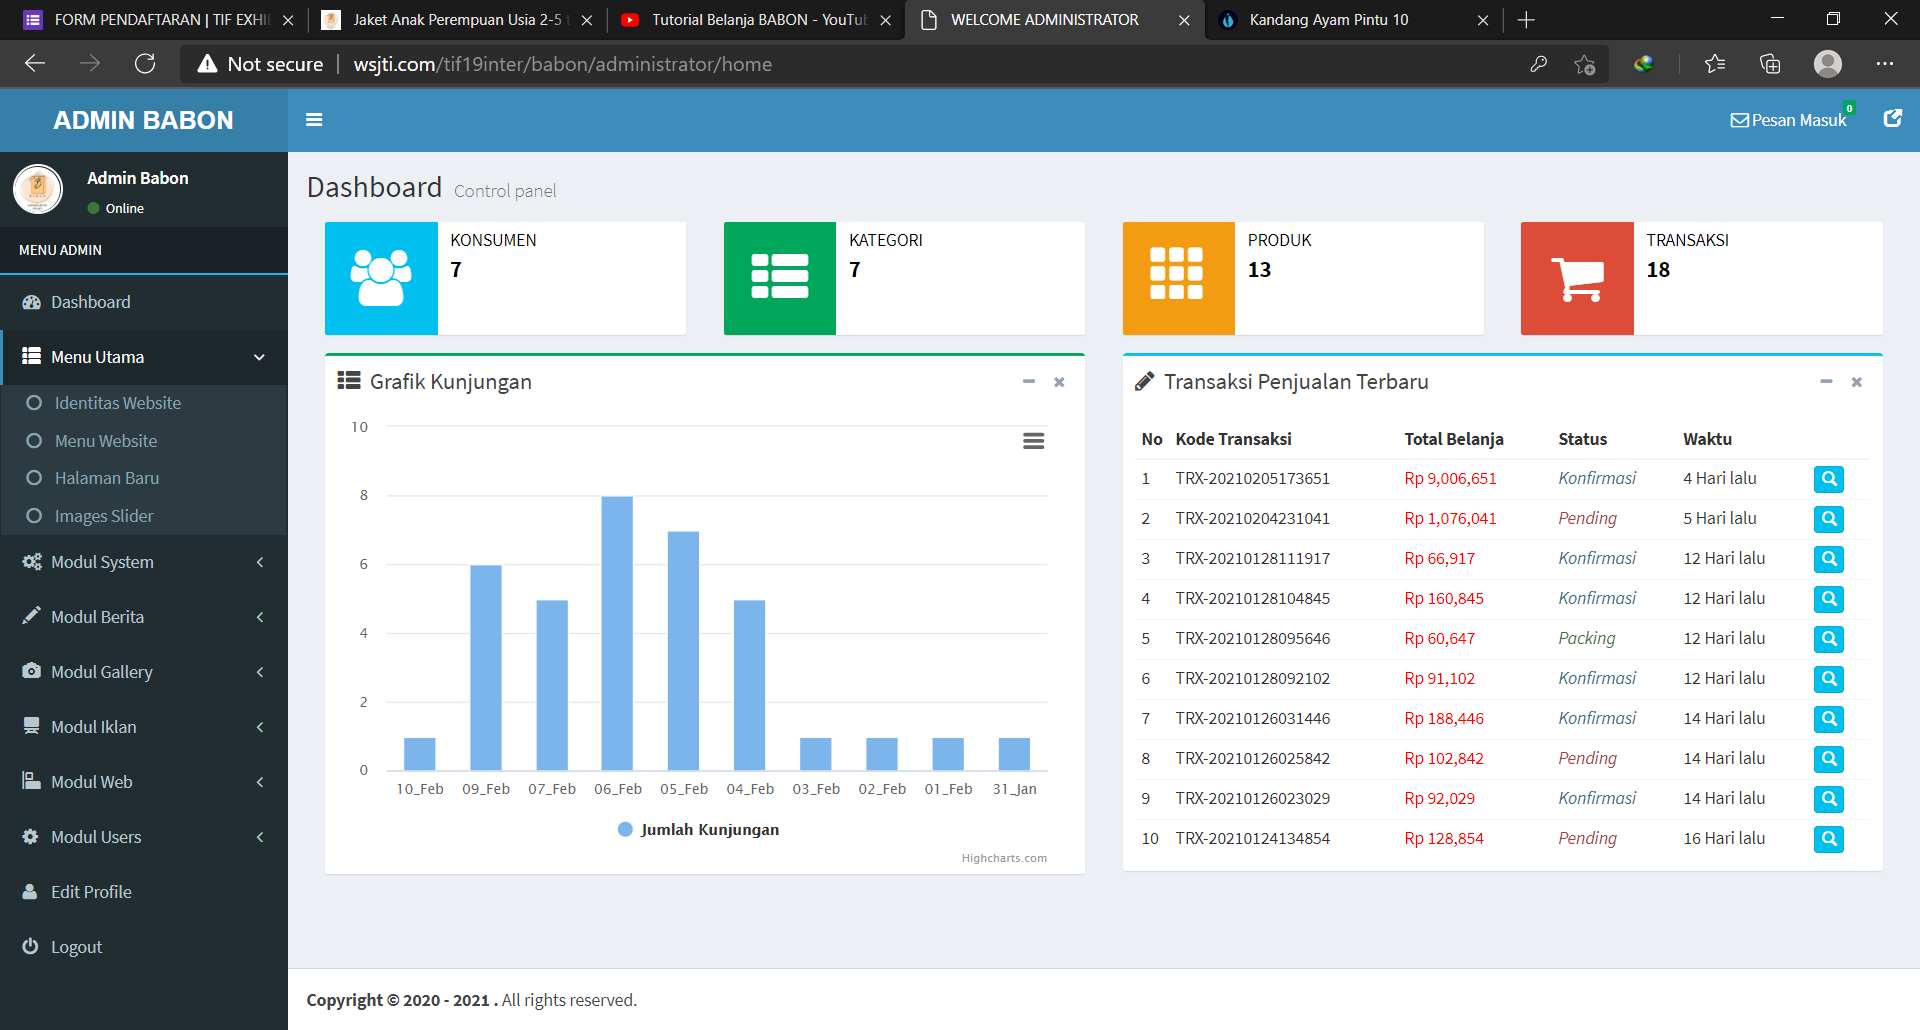 FORM PENDAFTARAN | TIF EXHI
Jaket Anak Perempuan Usia 2-5 t
Tutorial Belanja BABON - YouTu
WELCOME ADMINISTRATOR
Kandang Ayam Pintu 10
Not secure | wsjti.com/tif19inter/babon/administrator/home
ADMIN BABON
Pesan Masuk 0
Admin Babon
Online
MENU ADMIN
Dashboard
Menu Utama
Identitas Website
Menu Website
Halaman Baru
Images Slider
Modul System
Modul Berita
Modul Gallery
Modul Iklan
Modul Web
Modul Users
Edit Profile
Logout
Dashboard Control panel
KONSUMEN
7
KATEGORI
7
PRODUK
13
TRANSAKSI
18
Grafik Kunjungan
10
8
6
4
2
0
10_Feb 09_Feb 07_Feb 06_Feb 05_Feb 04_Feb 03_Feb 02_Feb 01_Feb 31_Jan
Jumlah Kunjungan
Highcharts.com
Transaksi Penjualan Terbaru
No Kode Transaksi Total Belanja Status Waktu
1 TRX-20210205173651 Rp 9,006,651 Konfirmasi 4 Hari lalu
2 TRX-20210204231041 Rp 1,076,041 Pending 5 Hari lalu
3 TRX-20210128111917 Rp 66,917 Konfirmasi 12 Hari lalu
4 TRX-20210128104845 Rp 160,845 Konfirmasi 12 Hari lalu
5 TRX-20210128095646 Rp 60,647 Packing 12 Hari lalu
6 TRX-20210128092102 Rp 91,102 Konfirmasi 12 Hari lalu
7 TRX-20210126031446 Rp 188,446 Konfirmasi 14 Hari lalu
8 TRX-20210126025842 Rp 102,842 Pending 14 Hari lalu
9 TRX-20210126023029 Rp 92,029 Konfirmasi 14 Hari lalu
10 TRX-20210124134854 Rp 128,854 Pending 16 Hari lalu
Copyright © 2020 - 2021 . All rights reserved.